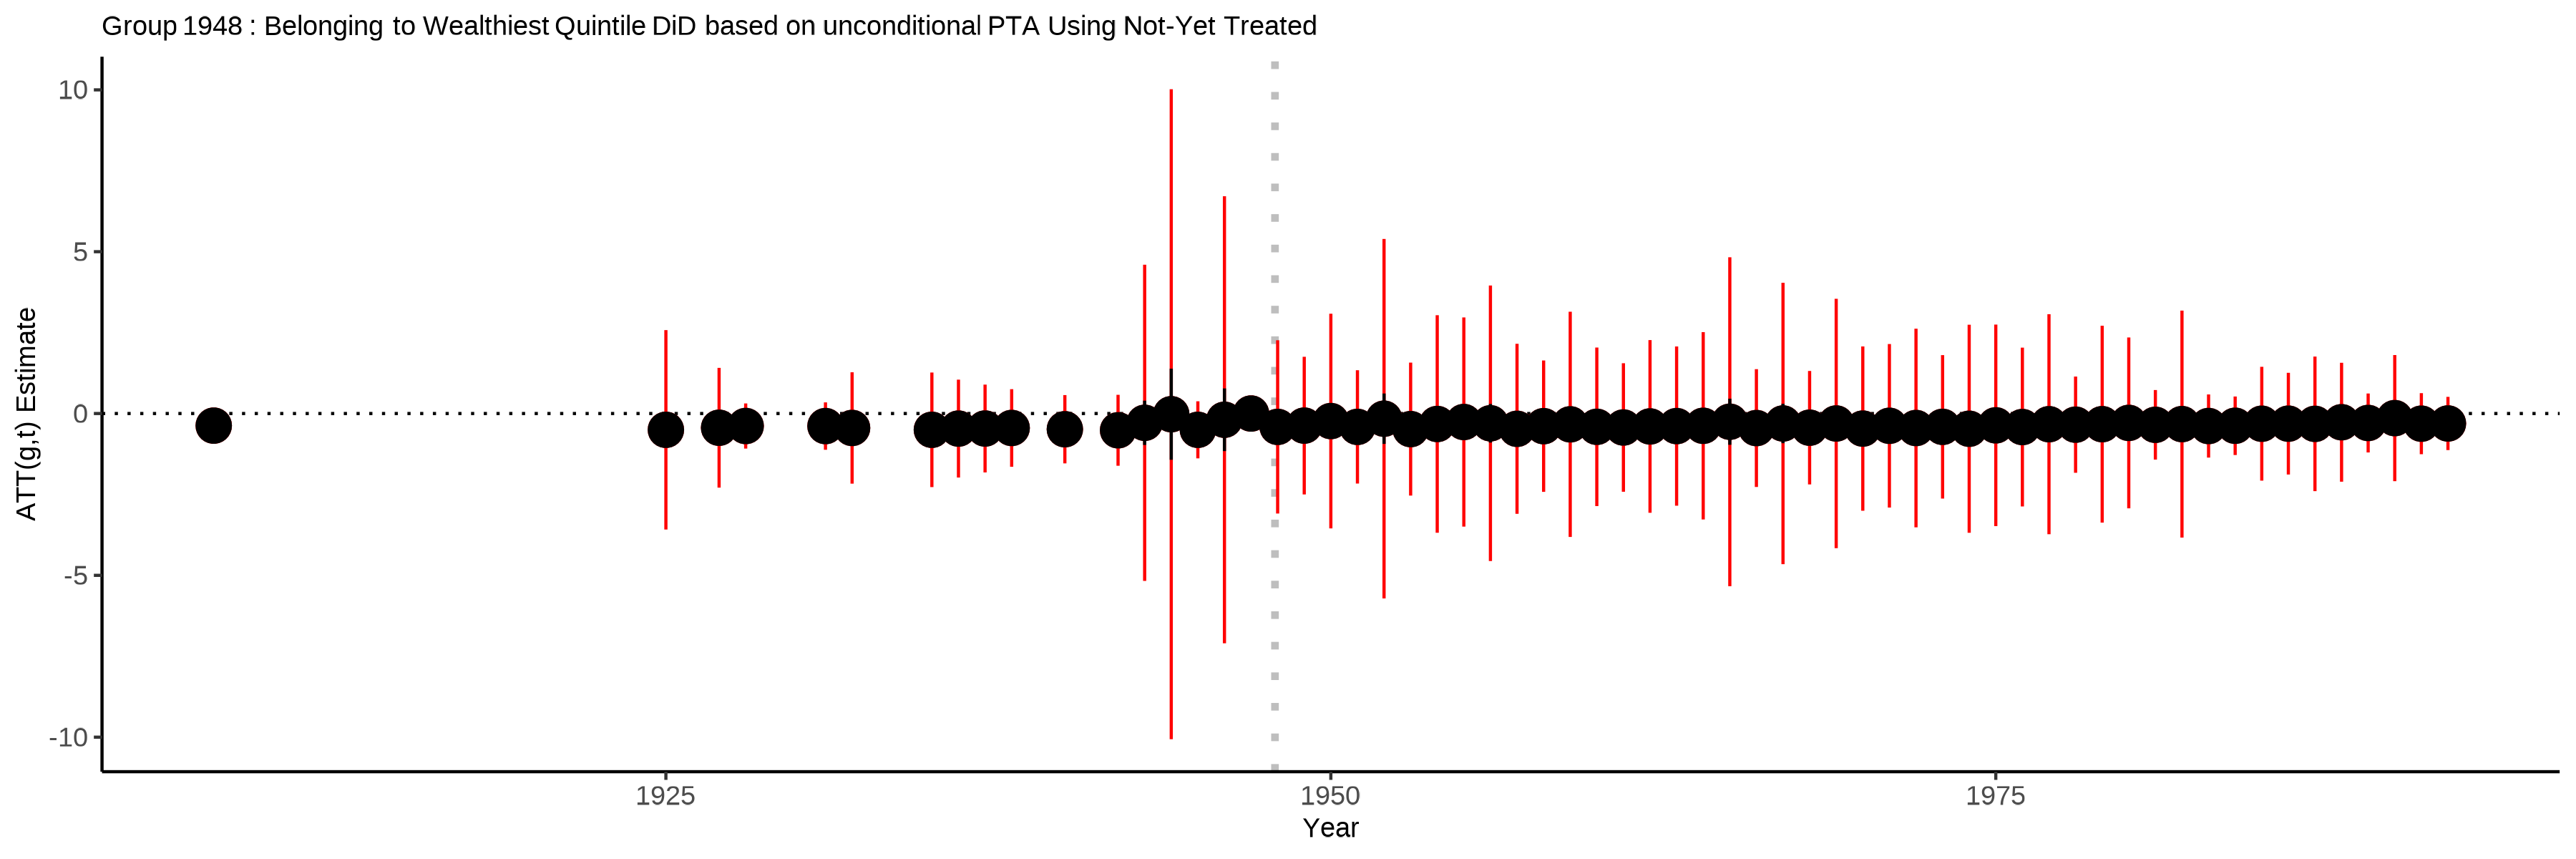 Group 1948 : Belonging to Wealthiest Quintile DiD based on unconditional PTA Using Not-Yet Treated
10
5
0
-5
-10
ATT(g,t) Estimate
1925
1950
1975
Year